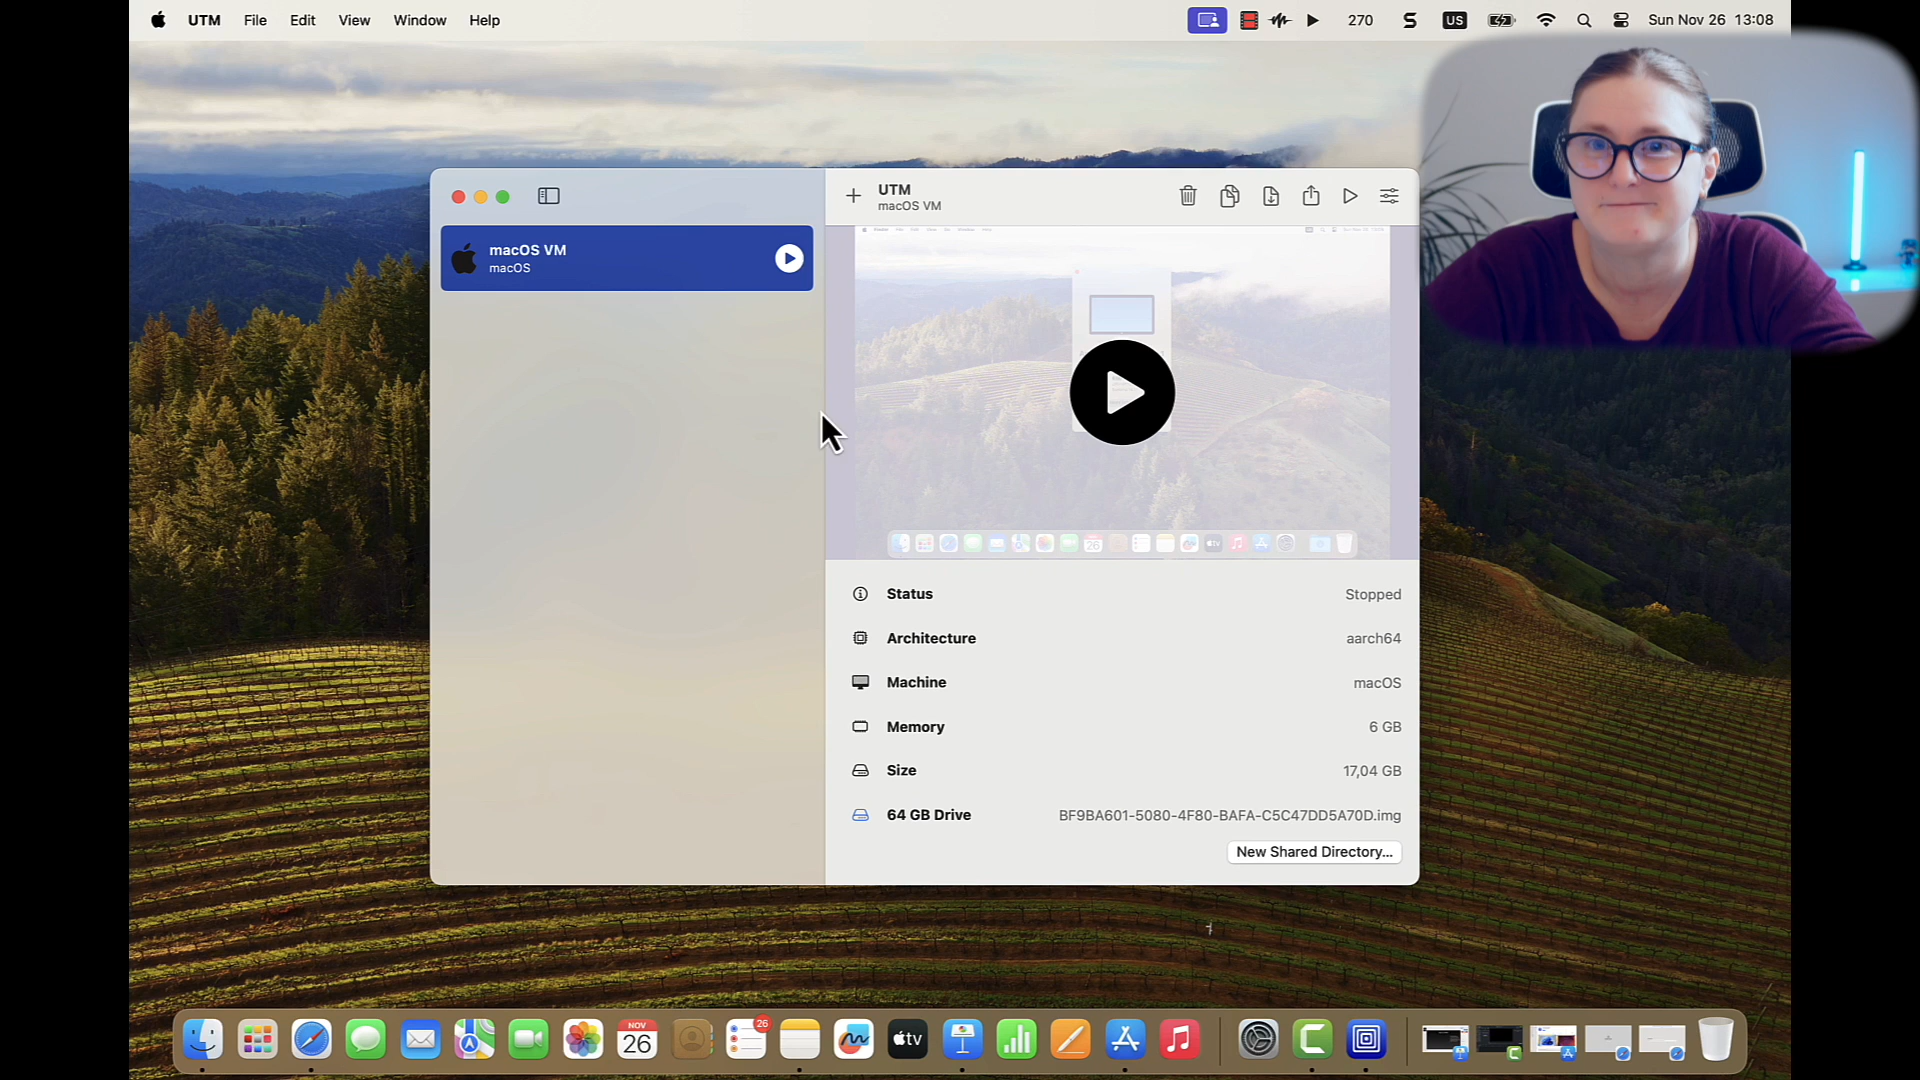 UTM File Edit View Window Help 270 S US Sun Nov 26 13:08
UTM
macOS VM
macOS VM
macOS
Status Stopped
Architecture aarch64
Machine macOS
Memory 6 GB
Size 17,04 GB
64 GB Drive BF9BA601-5080-4F80-BAFA-C5C47DD5A70D.img
New Shared Directory...
NOV
26
26
tv